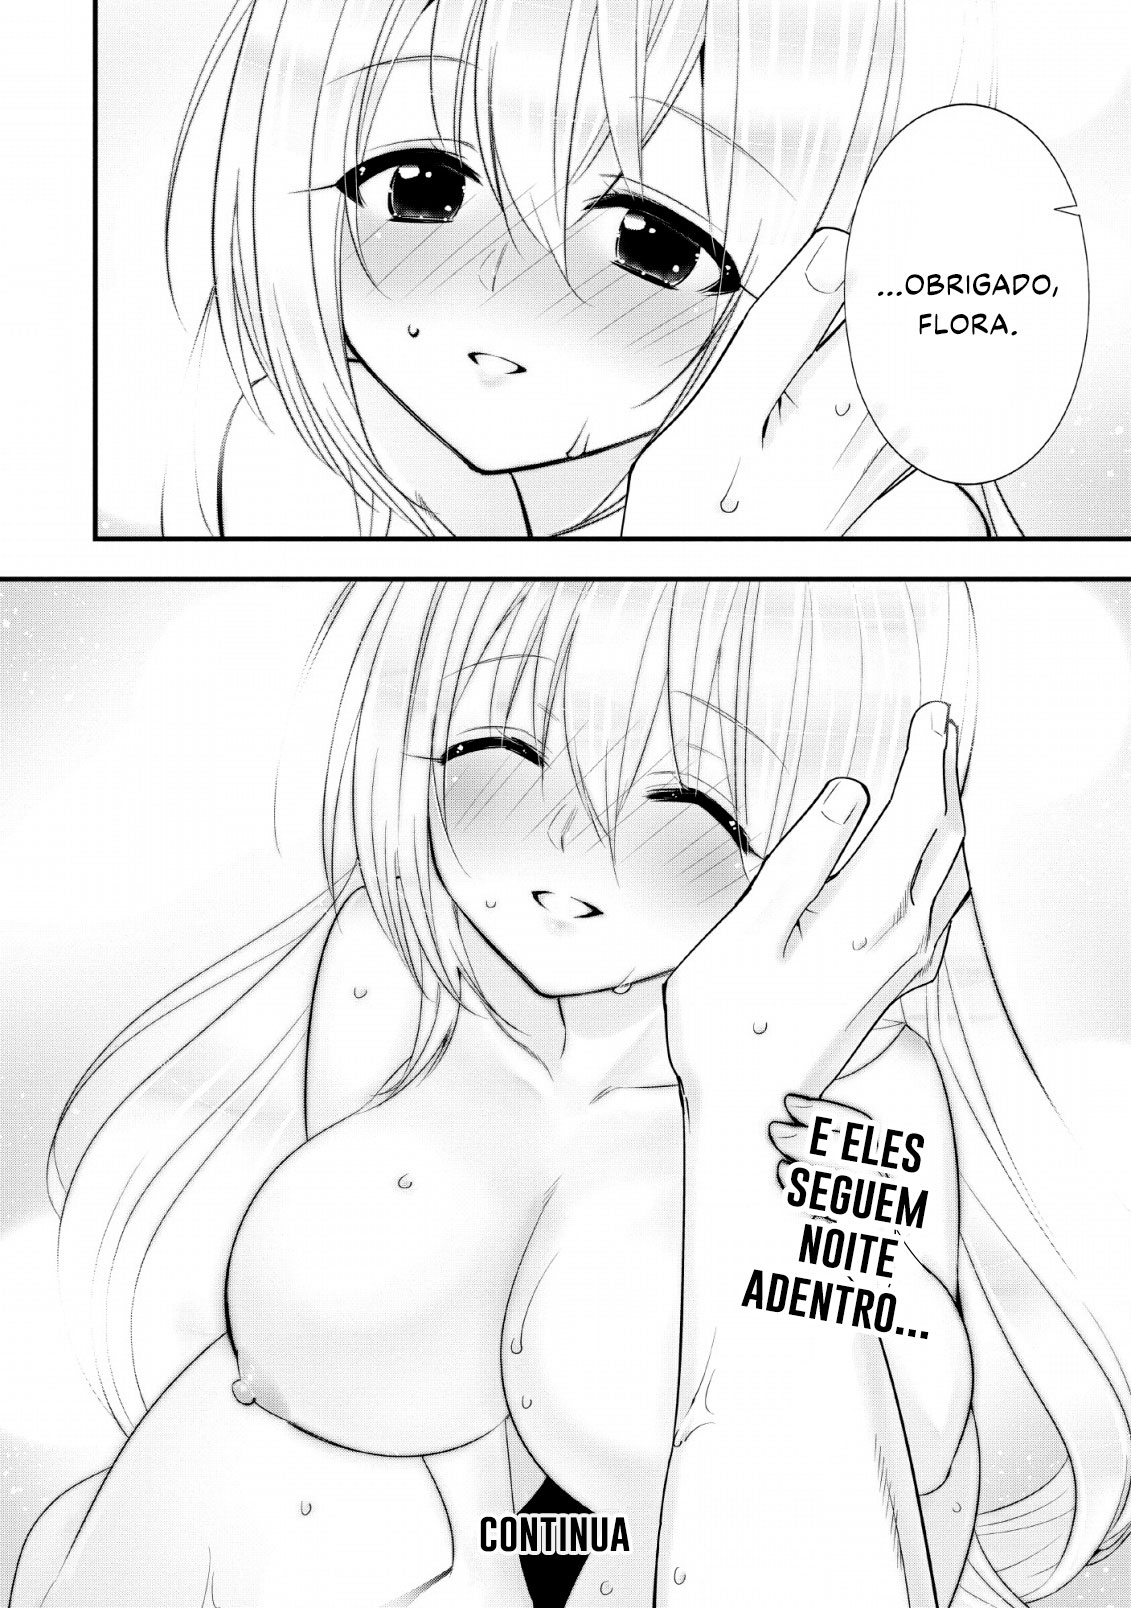 ...OBRIGADO,
FLORA.
E ELES
SEGUEM
NOITE
ADENTRO...
CONTINUA